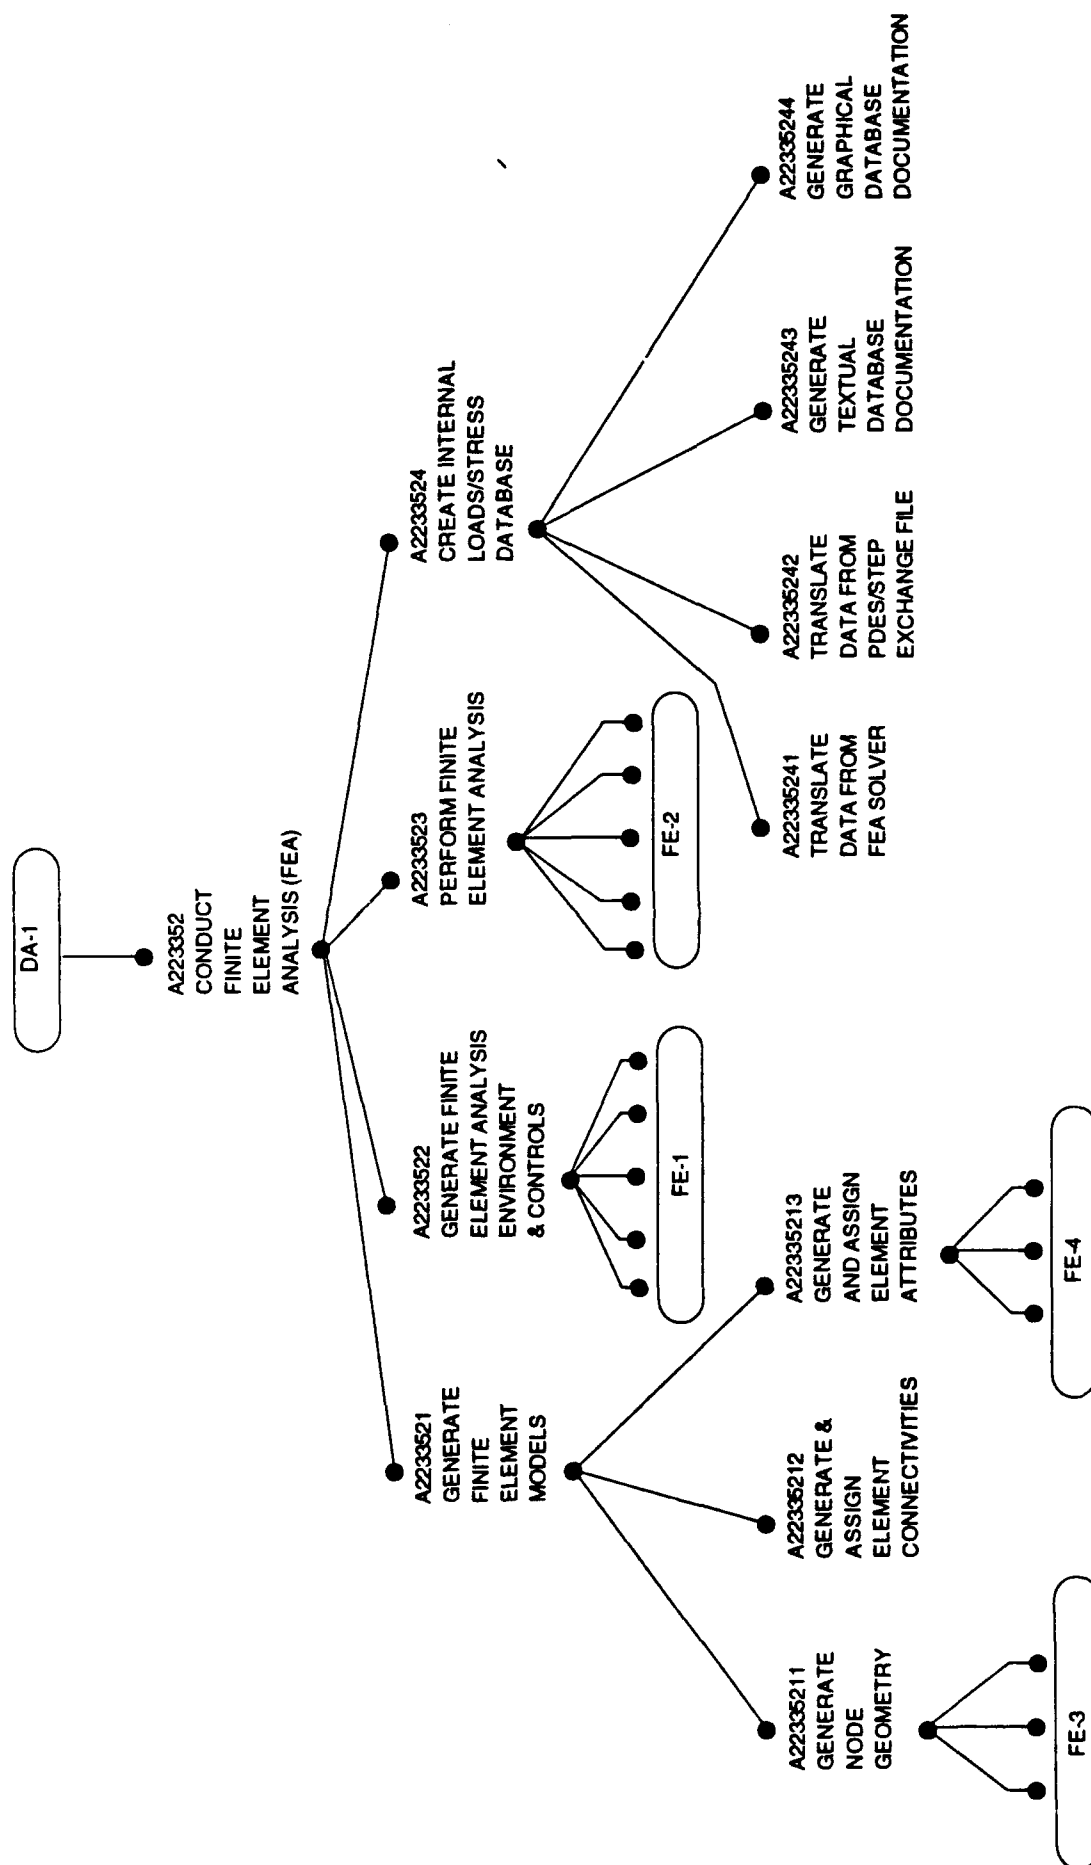 DA-1
A223352
CONDUCT
FINITE
ELEMENT
ANALYSIS (FEA)
A2233521
GENERATE
FINITE
ELEMENT
MODELS
A2233522
GENERATE FINITE
ELEMENT ANALYSIS
ENVIRONMENT
& CONTROLS
A2233523
PERFORM FINITE
ELEMENT ANALYSIS
A2233524
CREATE INTERNAL
LOADS/STRESS
DATABASE
FE-1
FE-2
A22335211
GENERATE
NODE
GEOMETRY
A22335212
GENERATE &
ASSIGN
ELEMENT
CONNECTIVITIES
A22335213
GENERATE
AND ASSIGN
ELEMENT
ATTRIBUTES
A22335241
TRANSLATE
DATA FROM
FEA SOLVER
A22335242
TRANSLATE
DATA FROM
PDES/STEP
EXCHANGE FILE
A22335243
GENERATE
TEXTUAL
DATABASE
DOCUMENTATION
A22335244
GENERATE
GRAPHICAL
DATABASE
DOCUMENTATION
FE-3
FE-4